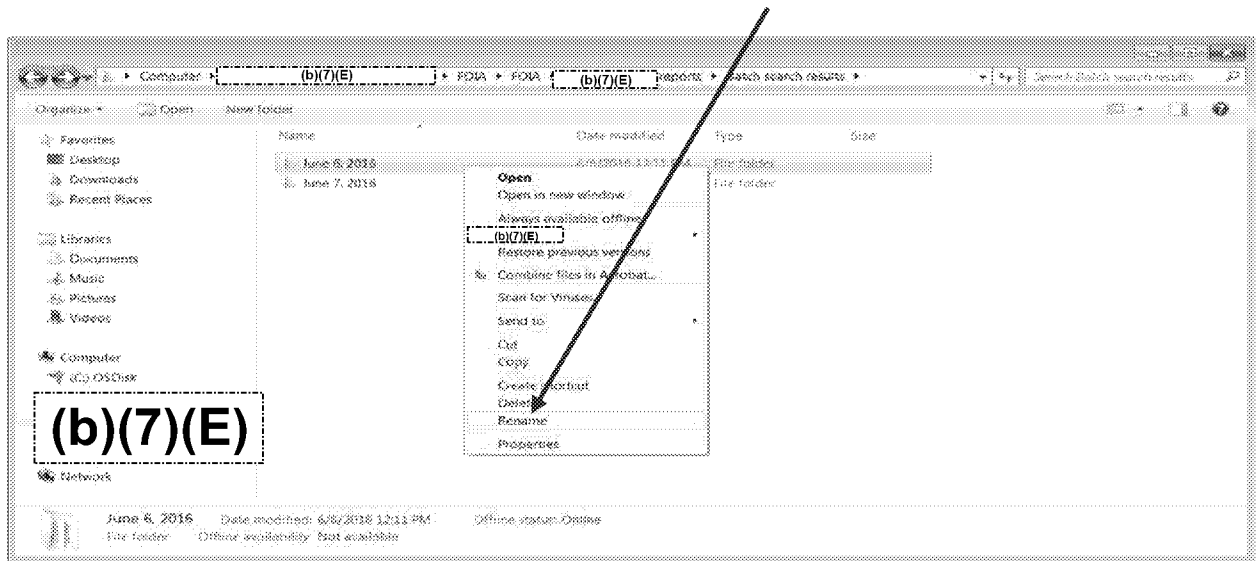 Computer (b)(7)(E) FOIA FOIA (b)(7)(E) reports Batch search results Search Batch search results
Organize Open New folder
Name Date modified Type Size
Favorites
Desktop
Downloads
Recent Places
Libraries
Documents
Music
Pictures
Videos
Computer
(C:) OSDisk
(b)(7)(E)
Network
June 6, 2016 File folder
June 7, 2016 File folder
Open
Open in new window
Always available offline
(b)(7)(E)
Restore previous versions
Combine files in Acrobat...
Scan for Viruses
Send to
Cut
Copy
Create shortcut
Delete
Rename
Properties
June 6, 2016 Date modified: 6/6/2016 12:11 PM Offline status: Online
File folder Offline availability: Not available